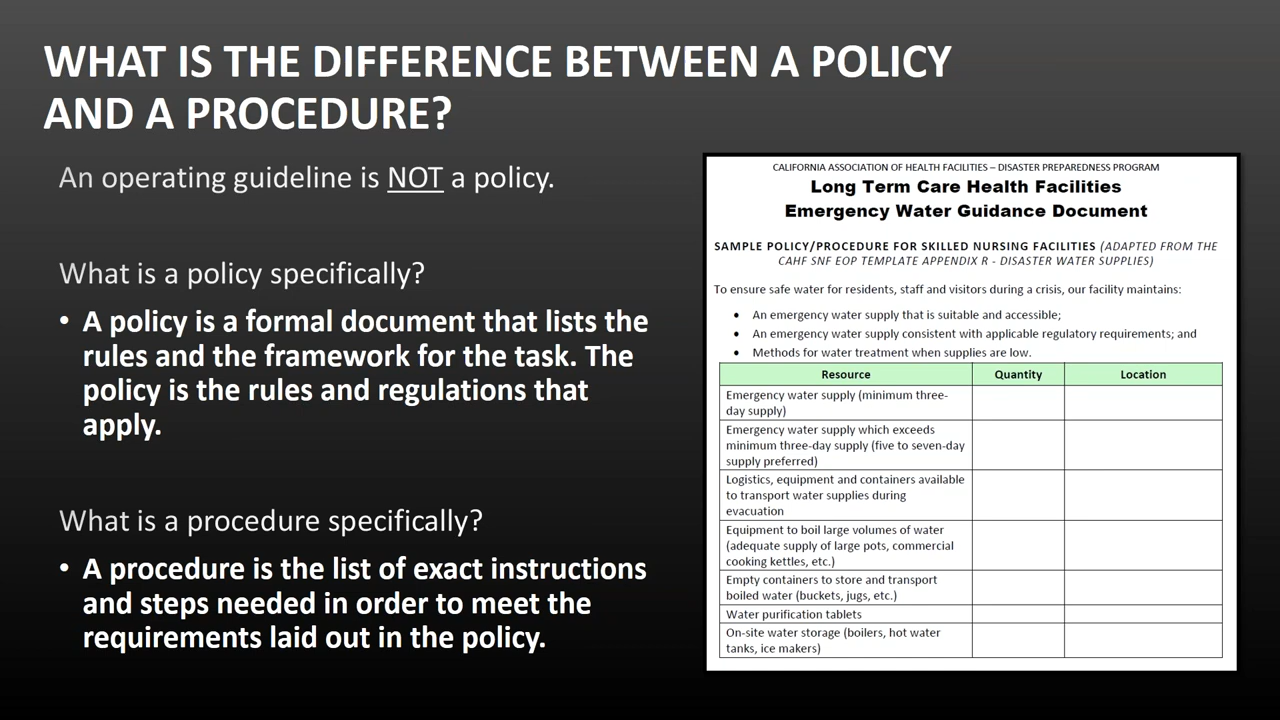 WHAT IS THE DIFFERENCE BETWEEN A POLICY
AND A PROCEDURE?
An operating guideline is NOT a policy.
What is a policy specifically?
• A policy is a formal document that lists the
rules and the framework for the task. The
policy is the rules and regulations that
apply.
What is a procedure specifically?
• A procedure is the list of exact instructions
and steps needed in order to meet the
requirements laid out in the policy.
CALIFORNIA ASSOCIATION OF HEALTH FACILITIES – DISASTER PREPAREDNESS PROGRAM
Long Term Care Health Facilities
Emergency Water Guidance Document
SAMPLE POLICY/PROCEDURE FOR SKILLED NURSING FACILITIES (ADAPTED FROM THE
CAHF SNF EOP TEMPLATE APPENDIX R - DISASTER WATER SUPPLIES)
To ensure safe water for residents, staff and visitors during a crisis, our facility maintains:
• An emergency water supply that is suitable and accessible;
• An emergency water supply consistent with applicable regulatory requirements; and
• Methods for water treatment when supplies are low.
Resource Quantity Location
Emergency water supply (minimum three-
day supply)
Emergency water supply which exceeds
minimum three-day supply (five to seven-day
supply preferred)
Logistics, equipment and containers available
to transport water supplies during
evacuation
Equipment to boil large volumes of water
(adequate supply of large pots, commercial
cooking kettles, etc.)
Empty containers to store and transport
boiled water (buckets, jugs, etc.)
Water purification tablets
On-site water storage (boilers, hot water
tanks, ice makers)